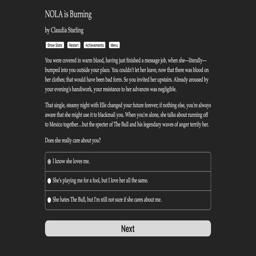 NOLA is Burning
by Claudia Starling
Show Stats Restart Achievements Menu
You were covered in warm blood, having just finished a message job, when she—literally—
bumped into you outside your place. You couldn't let her leave, now that there was blood on
her clothes; that would have been bad form. So you invited her upstairs. Already aroused by
your evening's handiwork, your resistance to her advances was negligible.
That single, steamy night with Elle changed your future forever; if nothing else, you're always
aware that she might use it to blackmail you. When you're alone, she talks about running off
to Mexico together...but the specter of The Bull and his legendary waves of anger terrify her.
Does she really care about you?
I know she loves me.
She's playing me for a fool, but I love her all the same.
She hates The Bull, but I'm still not sure if she cares about me.
Next